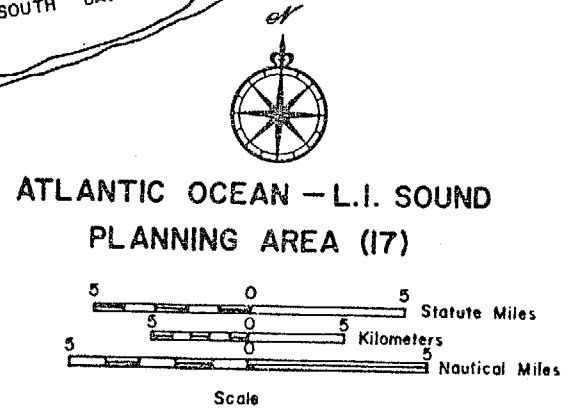 SOUTH
N
ATLANTIC OCEAN – L.I. SOUND
PLANNING AREA (17)
5 0 5 Statute Miles
5 0 5 Kilometers
5 0 5 Nautical Miles
Scale